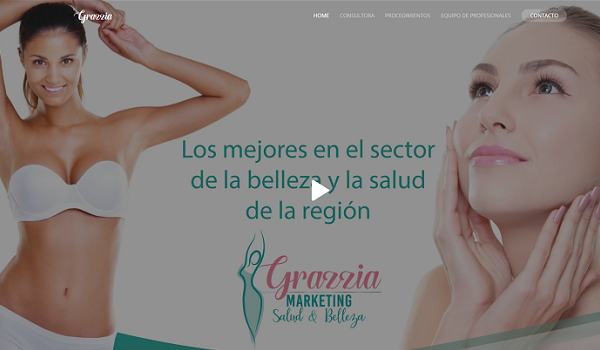 Grazzia
HOME CONSULTORA PROCEDIMIENTOS EQUIPO DE PROFESIONALES CONTACTO
Los mejores en el sector
de la belleza y la salud
de la región
Grazzia
MARKETING
Salud & Belleza